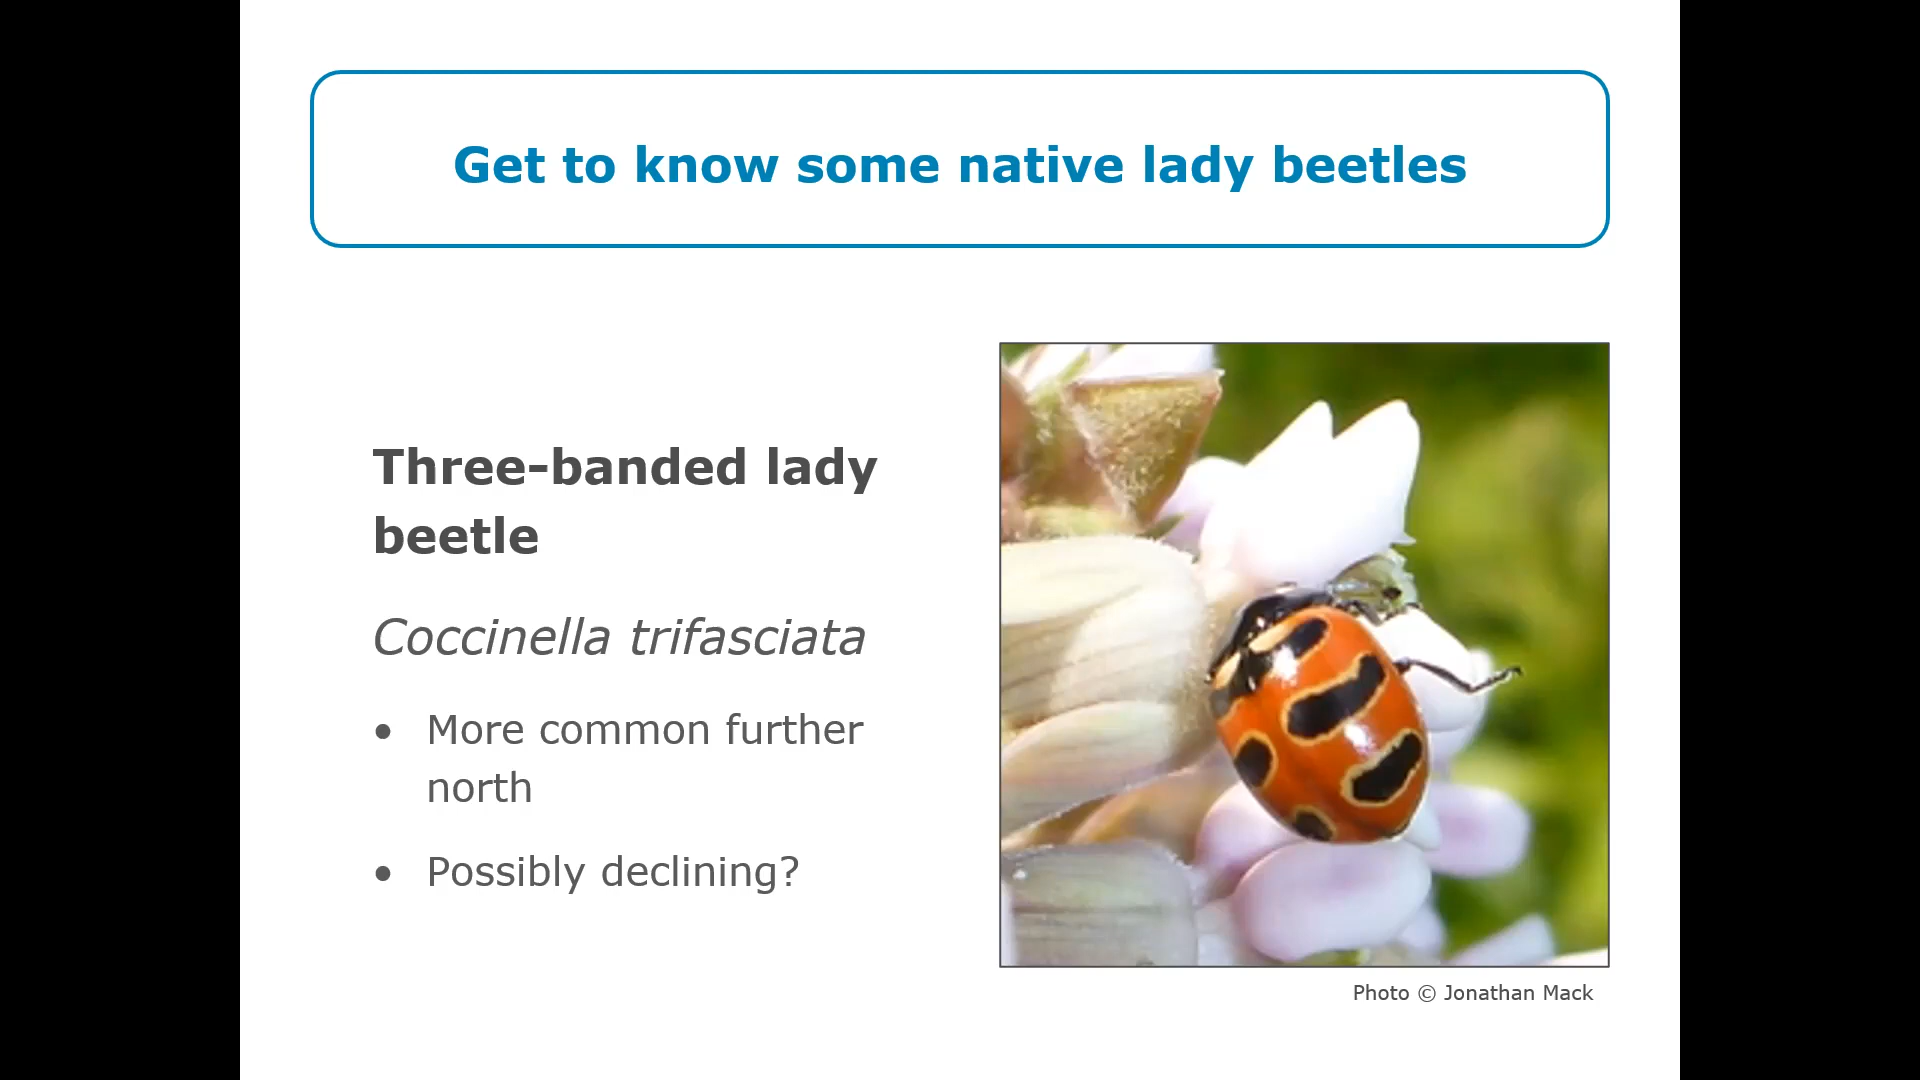 Get to know some native lady beetles
Three-banded lady
beetle
Coccinella trifasciata
• More common further
north
• Possibly declining?
Photo © Jonathan Mack